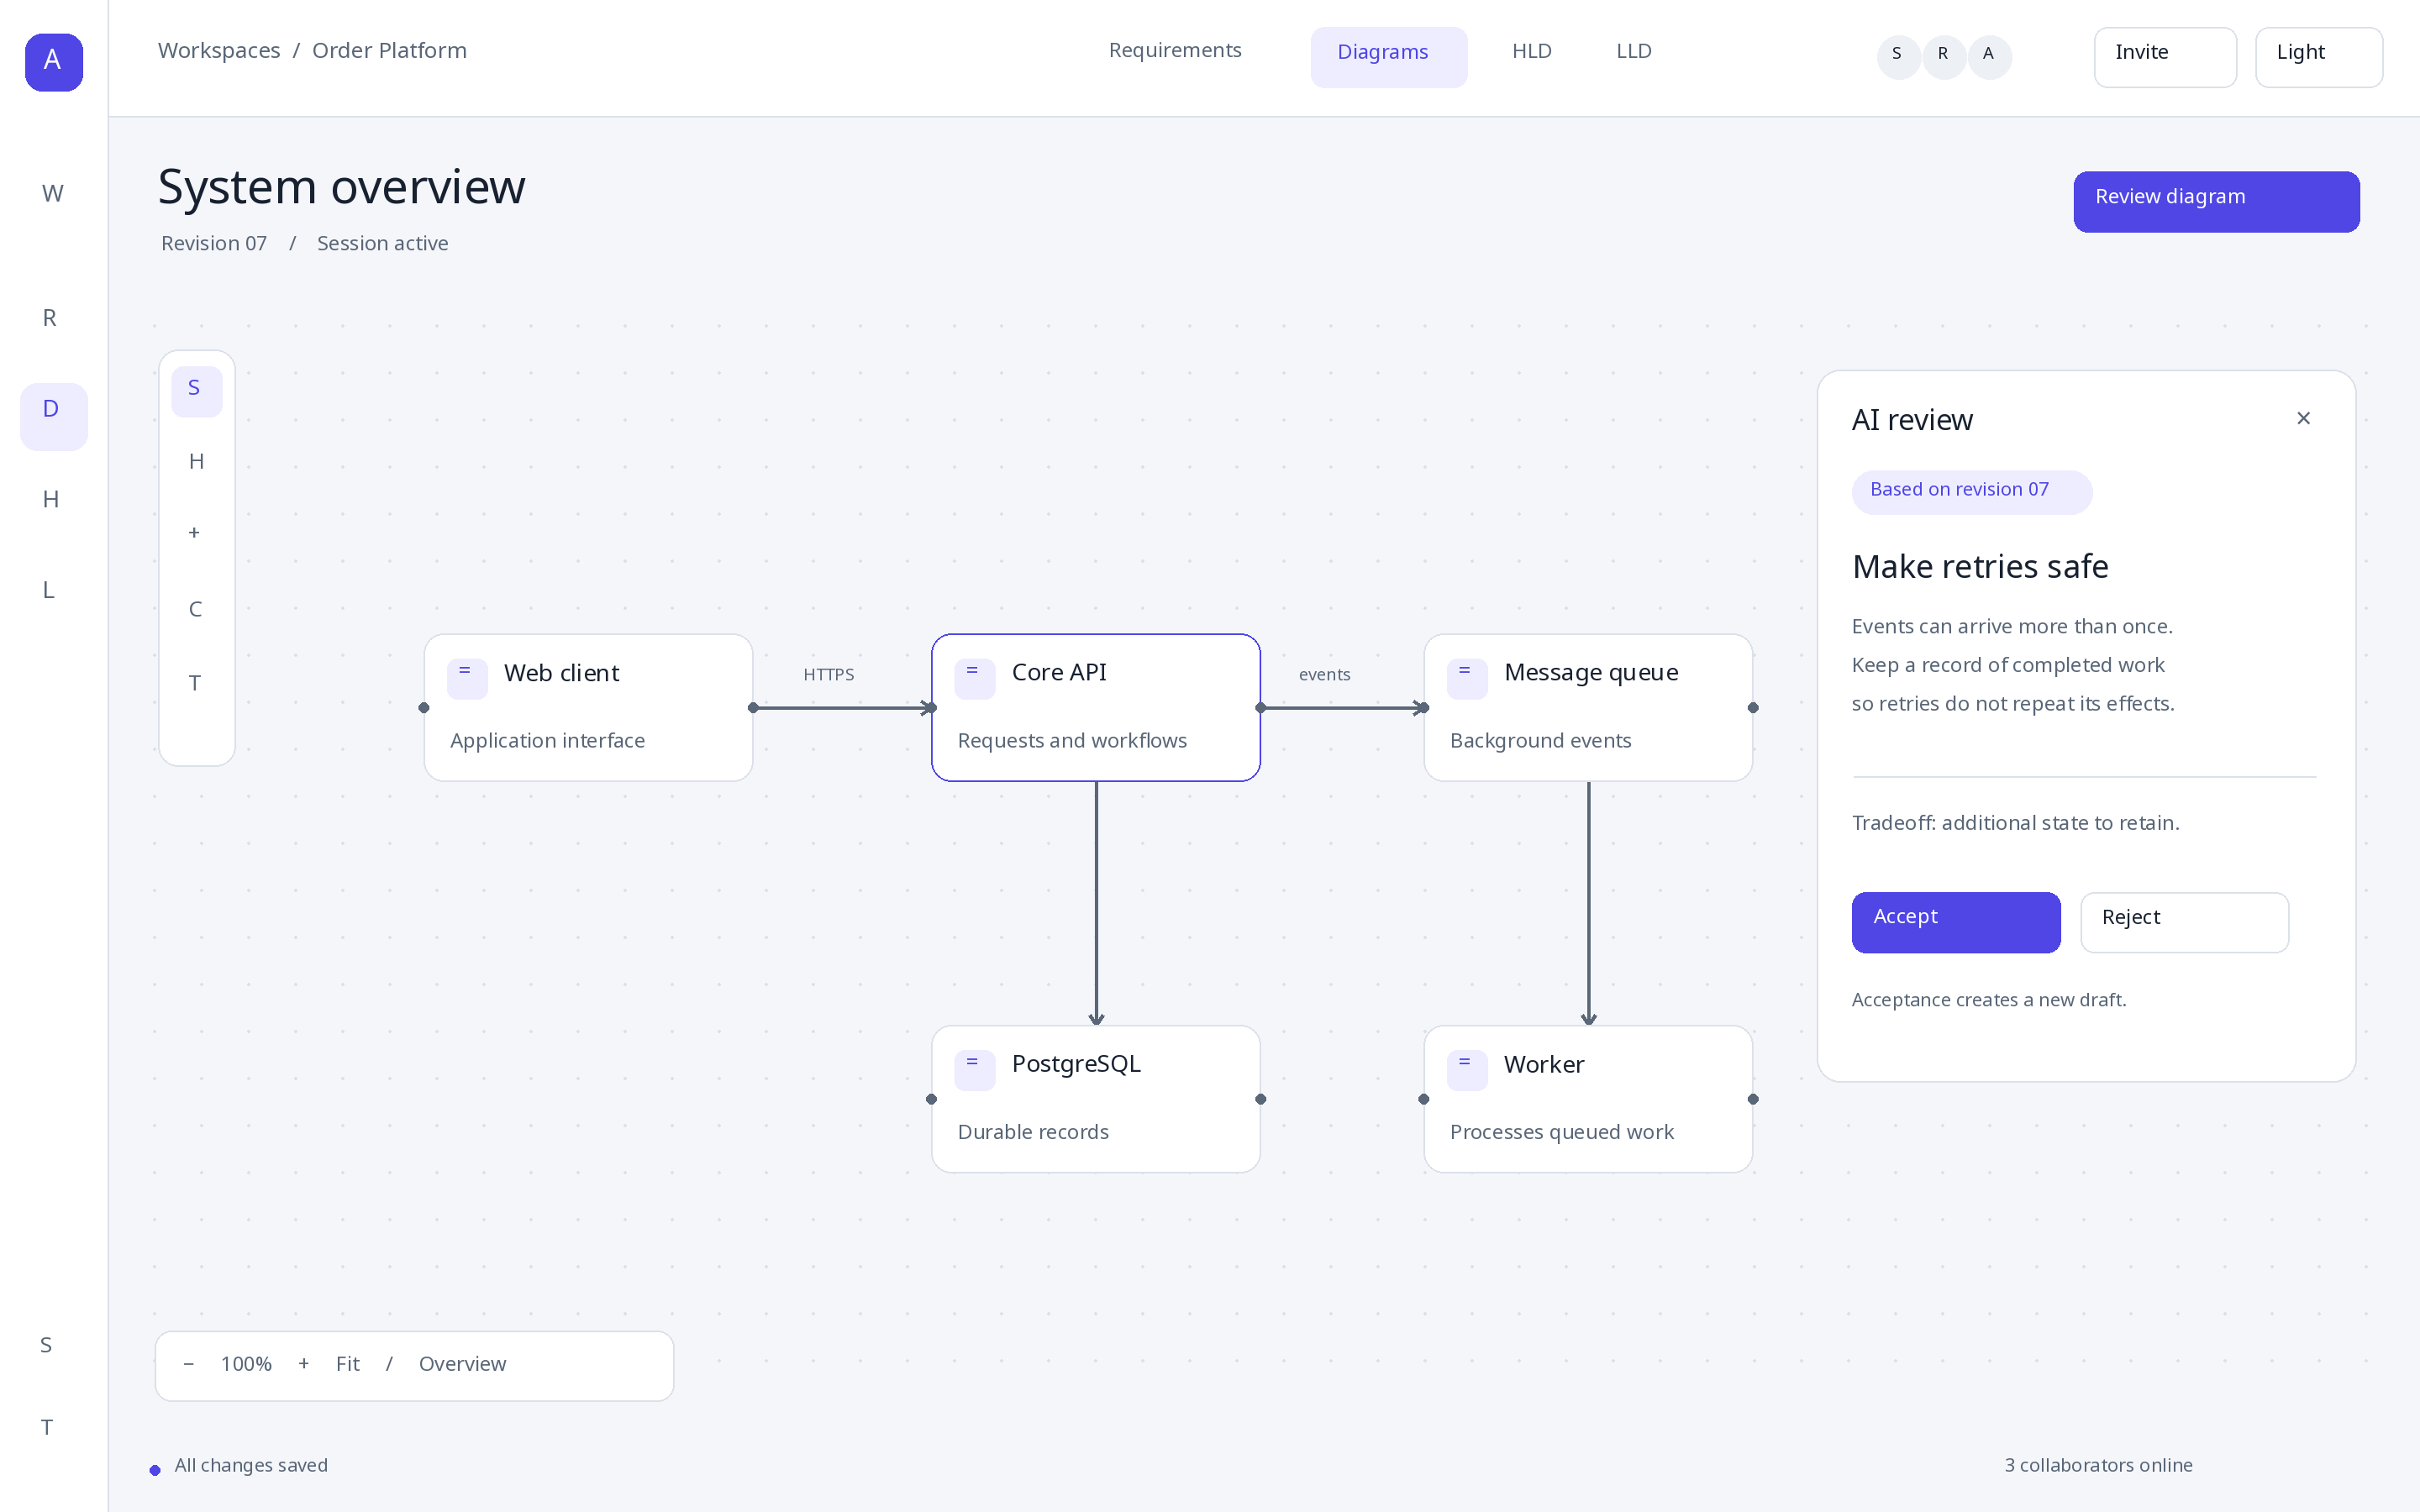 A
Workspaces / Order Platform
Requirements
Diagrams
HLD
LLD
S
R
A
Invite
Light
W
R
D
H
L
S
T
System overview
Revision 07 / Session active
Review diagram
S
H
+
C
T
= Web client
Application interface
HTTPS
= Core API
Requests and workflows
events
= Message queue
Background events
= PostgreSQL
Durable records
= Worker
Processes queued work
AI review ×
Based on revision 07
Make retries safe
Events can arrive more than once.
Keep a record of completed work
so retries do not repeat its effects.
Tradeoff: additional state to retain.
Accept
Reject
Acceptance creates a new draft.
− 100% + Fit / Overview
All changes saved
3 collaborators online